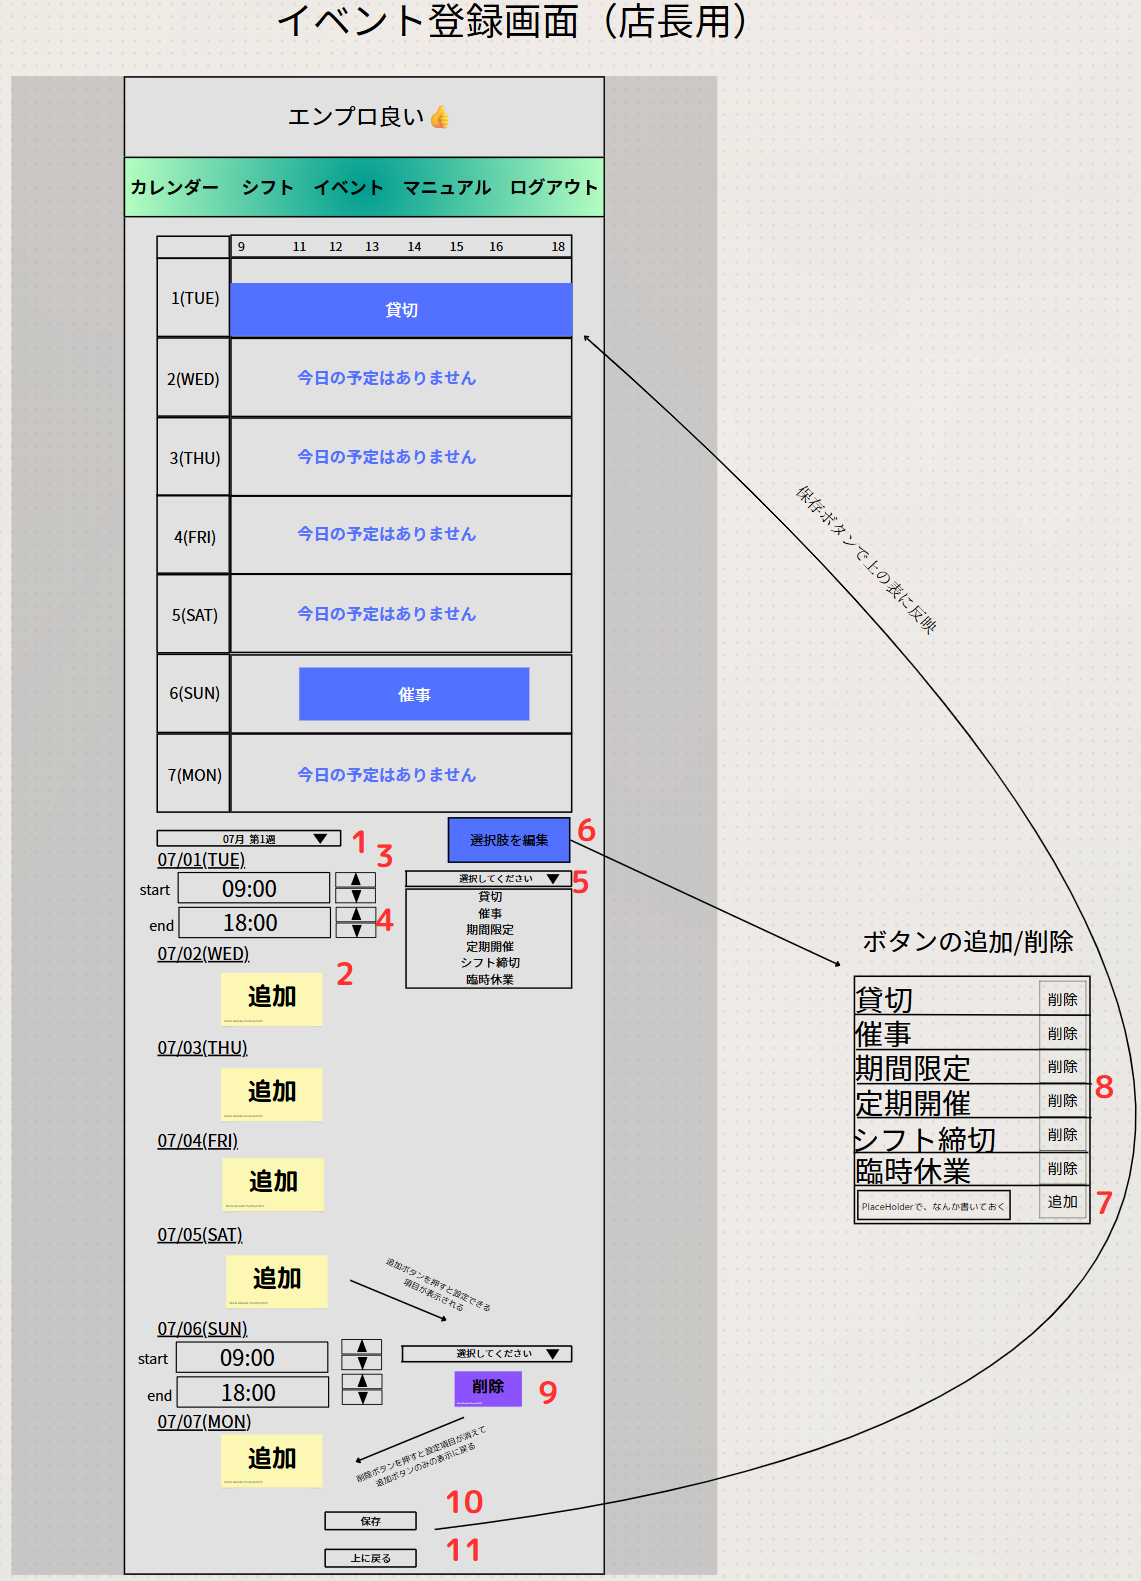 イベント登録画面（店長用）
エンプロ良い👍
カレンダー シフト イベント マニュアル ログアウト
9 11 12 13 14 15 16 18
1(TUE) 貸切
2(WED) 今日の予定はありません
3(THU) 今日の予定はありません
4(FRI) 今日の予定はありません
5(SAT) 今日の予定はありません
6(SUN) 催事
7(MON) 今日の予定はありません
保存ボタンで上の表に反映
07月 第1週 ▼ 1
選択肢を編集 6
07/01(TUE) 3
start 09:00 ▲ ▼
end 18:00 ▲ ▼ 4
選択してください ▼ 5
貸切
催事
期間限定
定期開催
シフト締切
臨時休業
07/02(WED) 2
追加
07/03(THU)
追加
07/04(FRI)
追加
07/05(SAT)
追加
追加ボタンを押すと設定できる
項目が表示される
07/06(SUN)
start 09:00 ▲ ▼
end 18:00 ▲ ▼
選択してください ▼
削除 9
07/07(MON)
追加
削除ボタンを押すと設定項目が消えて
追加ボタンのみの表示に戻る
保存 10
上に戻る 11
ボタンの追加/削除
貸切 削除
催事 削除
期間限定 削除
8
定期開催 削除
シフト締切 削除
臨時休業 削除
PlaceHolderで、なんか書いておく 追加 7